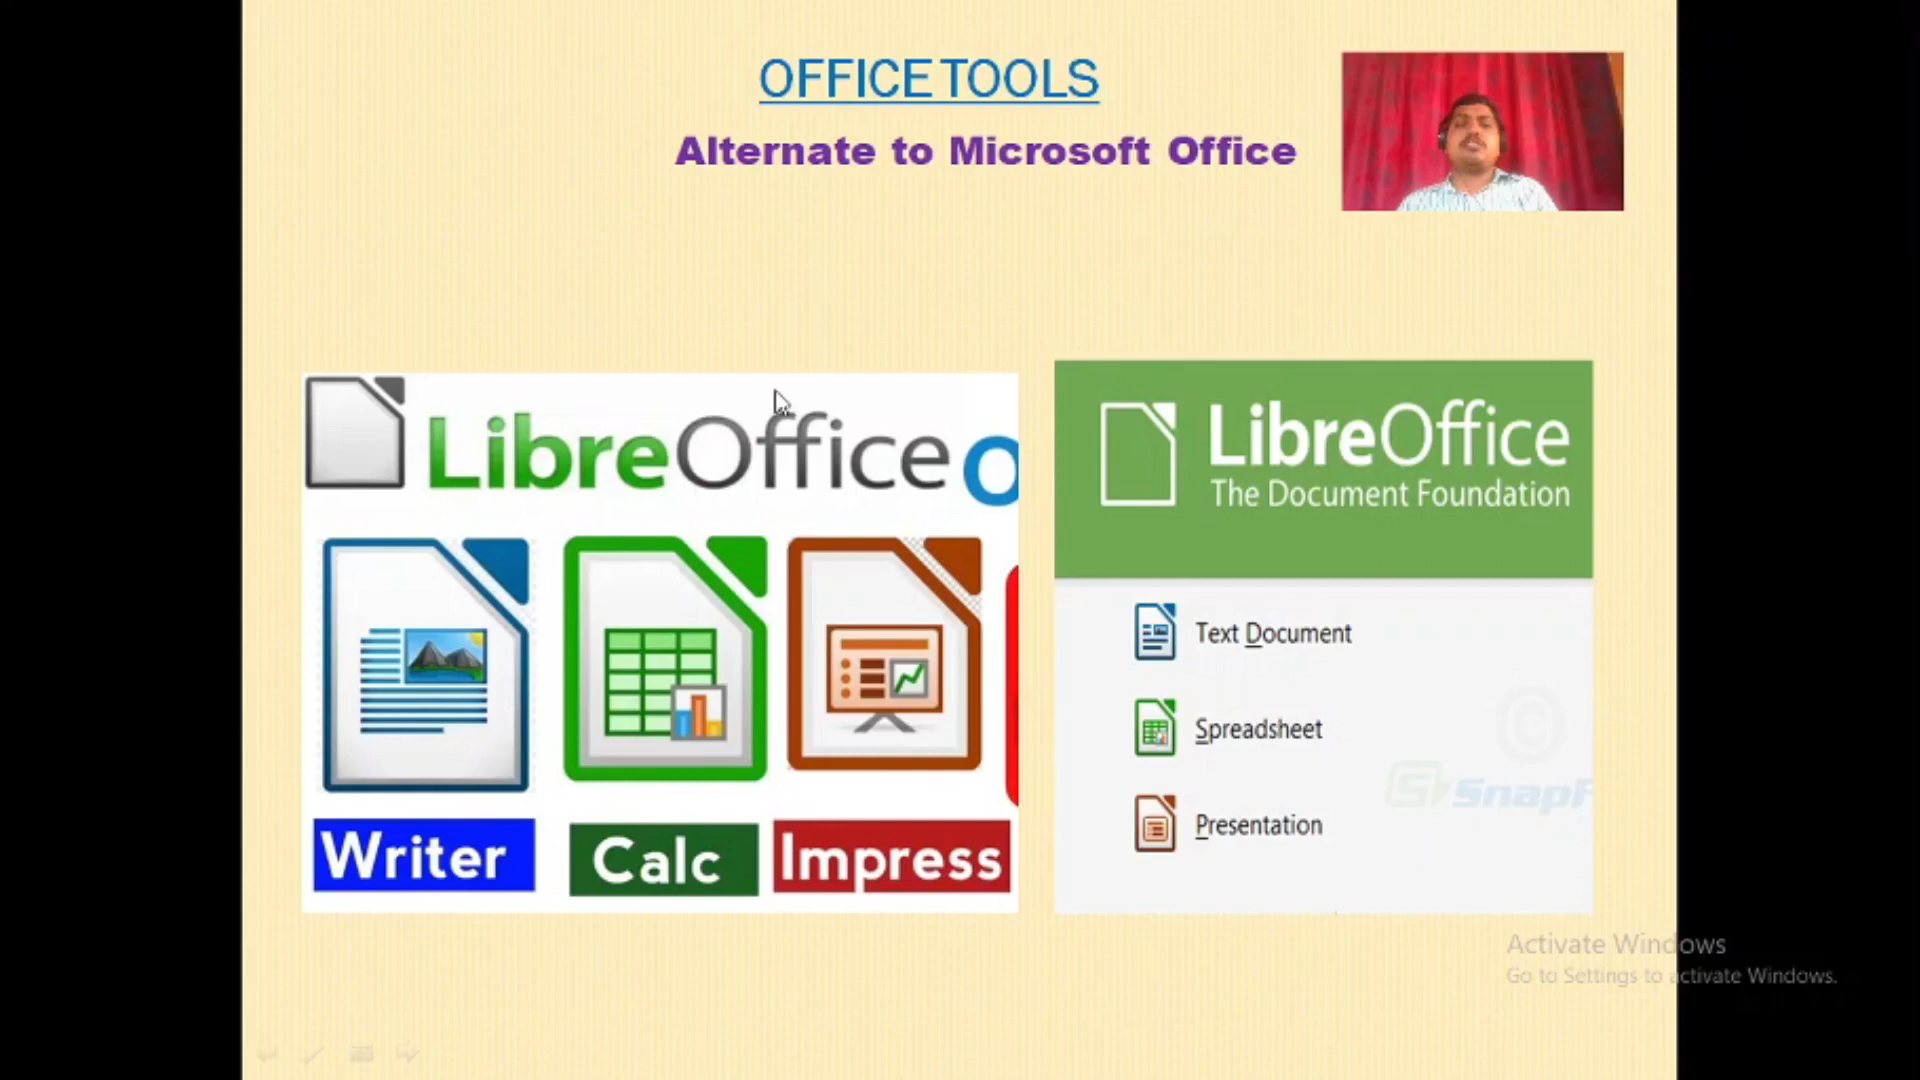 OFFICE TOOLS
Alternate to Microsoft Office
LibreOffice
Writer
Calc
Impress
LibreOffice
The Document Foundation
Text Document
Spreadsheet
Presentation
©
Activate Windows
Go to Settings to activate Windows.